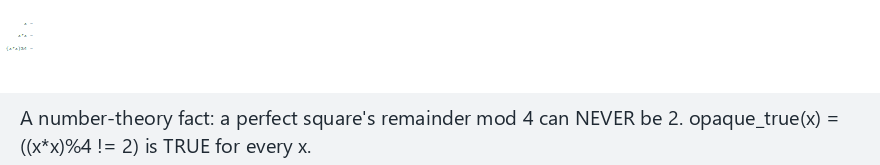 x =
x*x =
(x*x)%4 =
A number-theory fact: a perfect square's remainder mod 4 can NEVER be 2. opaque_true(x) =
((x*x)%4 != 2) is TRUE for every x.